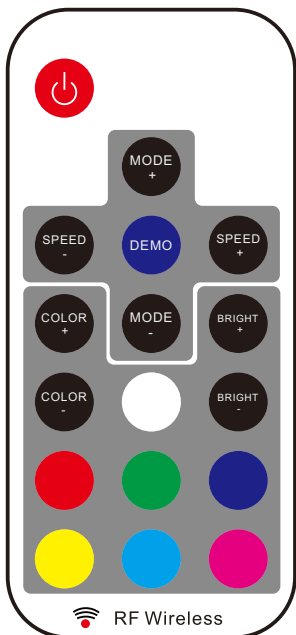 MODE
+
SPEED
-
DEMO
SPEED
+
COLOR
+
MODE
-
BRIGHT
+
COLOR
-
BRIGHT
-
RF Wireless